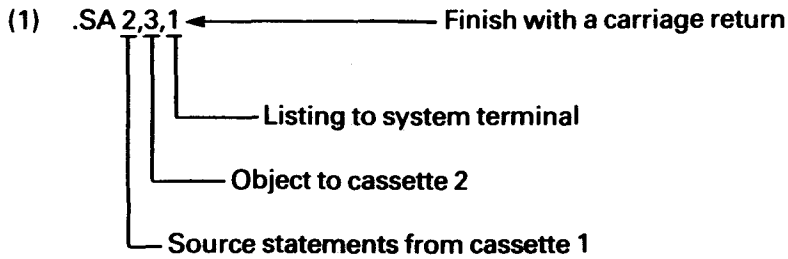 (1) .SA 2,3,1 Finish with a carriage return
Listing to system terminal
Object to cassette 2
Source statements from cassette 1